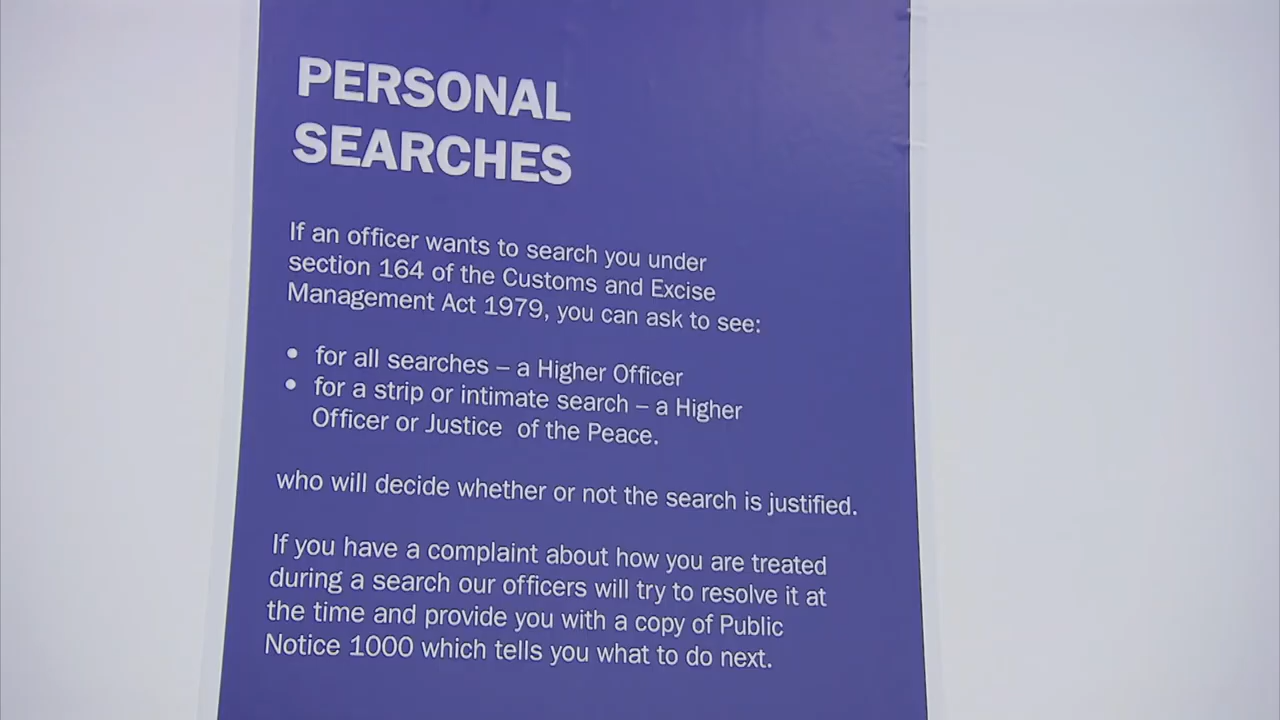 PERSONAL
SEARCHES
If an officer wants to search you under
section 164 of the Customs and Excise
Management Act 1979, you can ask to see:
• for all searches – a Higher Officer
• for a strip or intimate search – a Higher
Officer or Justice of the Peace.
who will decide whether or not the search is justified.
If you have a complaint about how you are treated
during a search our officers will try to resolve it at
the time and provide you with a copy of Public
Notice 1000 which tells you what to do next.